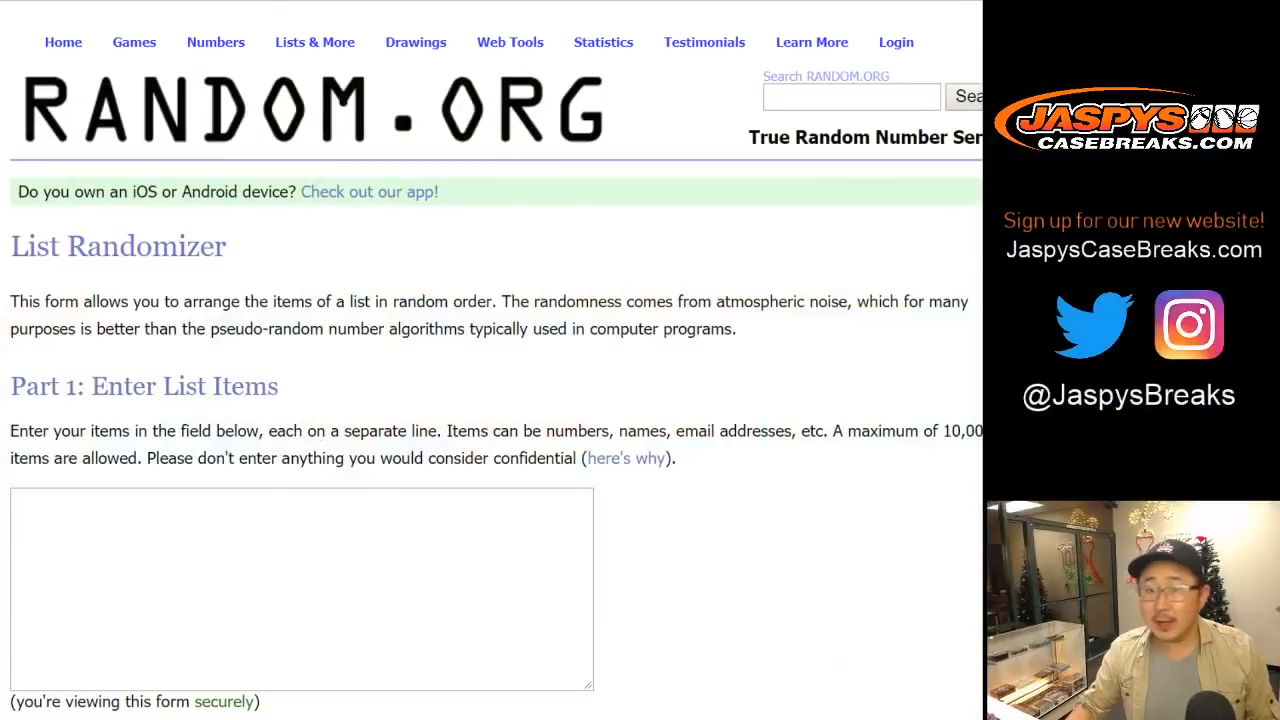 Home Games Numbers Lists & More Drawings Web Tools Statistics Testimonials Learn More Login
RANDOM.ORG
Search RANDOM.ORG
Sea
True Random Number Ser
Do you own an iOS or Android device? Check out our app!
List Randomizer
This form allows you to arrange the items of a list in random order. The randomness comes from atmospheric noise, which for many
purposes is better than the pseudo-random number algorithms typically used in computer programs.
Part 1: Enter List Items
Enter your items in the field below, each on a separate line. Items can be numbers, names, email addresses, etc. A maximum of 10,00
items are allowed. Please don't enter anything you would consider confidential (here's why).
(you're viewing this form securely)
JASPYS
CASEBREAKS.COM
Sign up for our new website!
JaspysCaseBreaks.com
@JaspysBreaks